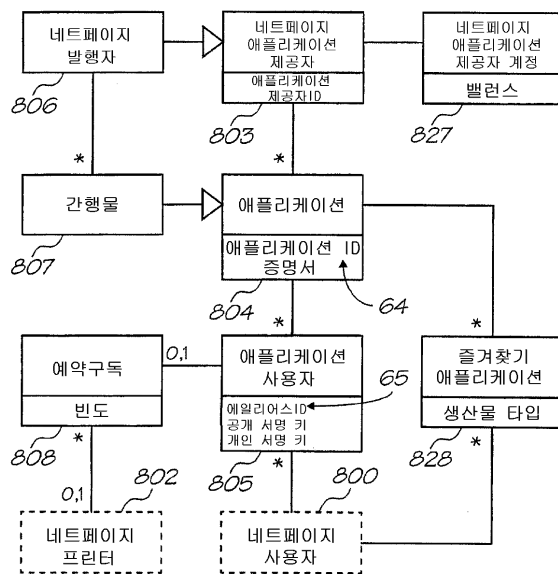 네트페이지
발행자
806
네트페이지
애플리케이션
제공자
애플리케이션
제공자ID
803
네트페이지
애플리케이션
제공자 계정
밸런스
827
*
*
간행물
807
애플리케이션
애플리케이션 ID
증명서
804
64
*
*
예약구독
빈도
808
0,1
애플리케이션
사용자
에일리어스ID
공개 서명 키
개인 서명 키
805
65
즐겨찾기
애플리케이션
생산물 타입
828
*
*
*
0,1
802
네트페이지
프린터
800
네트페이지
사용자